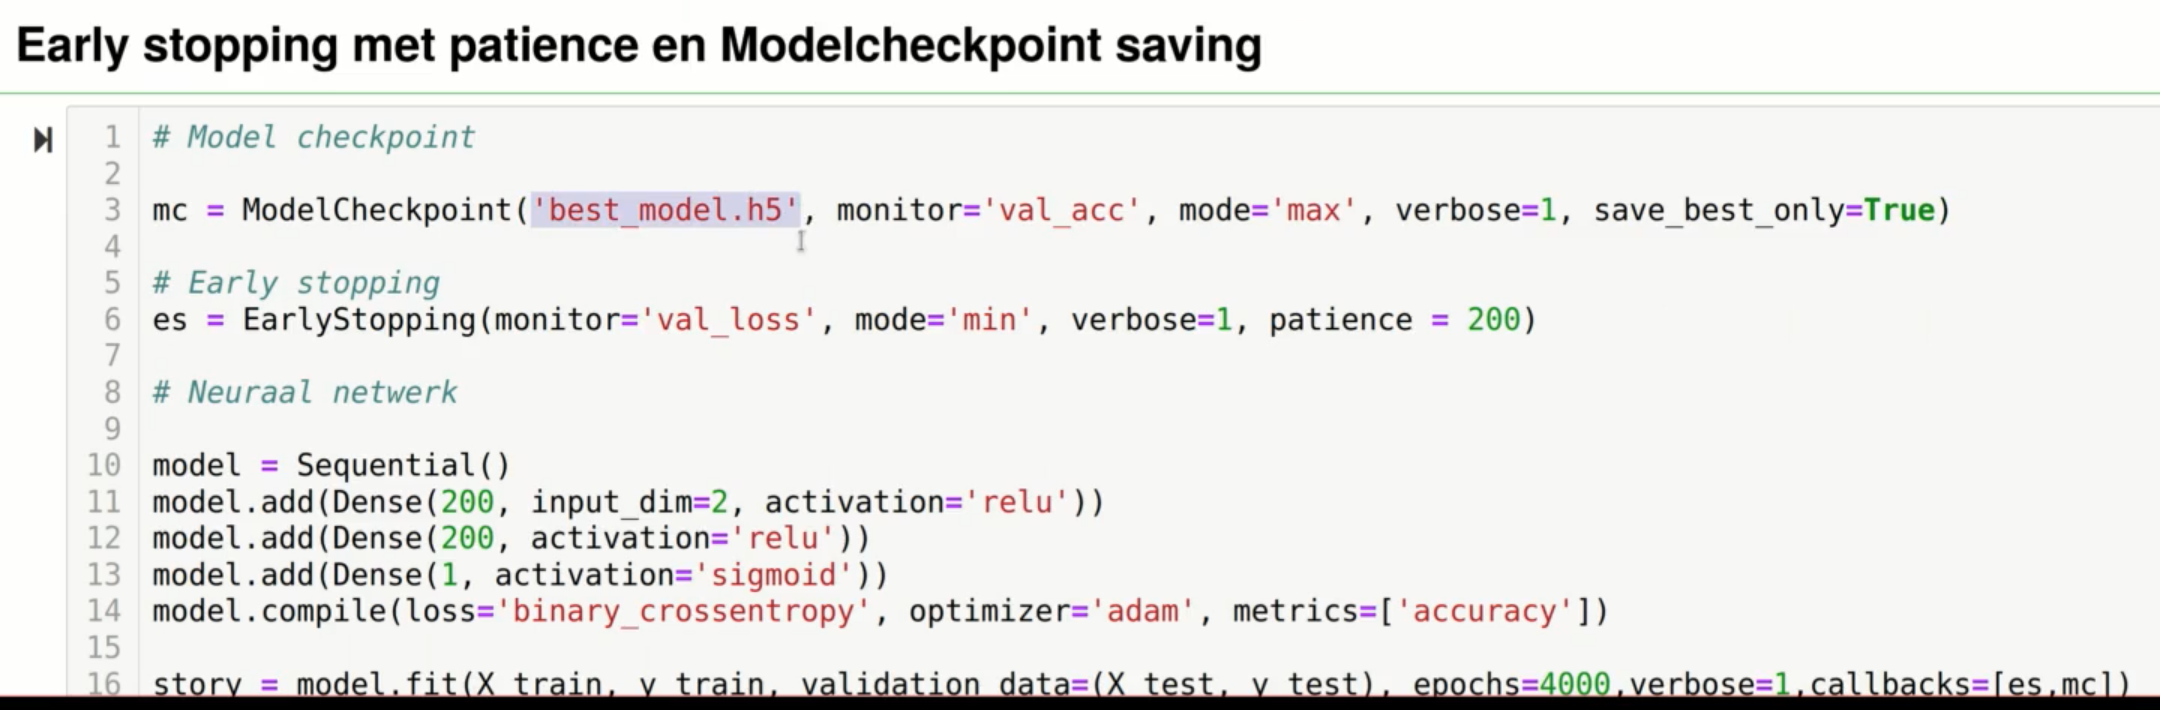 Early stopping met patience en Modelcheckpoint saving
1 # Model checkpoint
2
3 mc = ModelCheckpoint('best_model.h5', monitor='val_acc', mode='max', verbose=1, save_best_only=True)
4
5 # Early stopping
6 es = EarlyStopping(monitor='val_loss', mode='min', verbose=1, patience = 200)
7
8 # Neuraal netwerk
9
10 model = Sequential()
11 model.add(Dense(200, input_dim=2, activation='relu'))
12 model.add(Dense(200, activation='relu'))
13 model.add(Dense(1, activation='sigmoid'))
14 model.compile(loss='binary_crossentropy', optimizer='adam', metrics=['accuracy'])
15
16 story = model.fit(X_train, y_train, validation_data=(X_test, y_test), epochs=4000,verbose=1,callbacks=[es,mc])